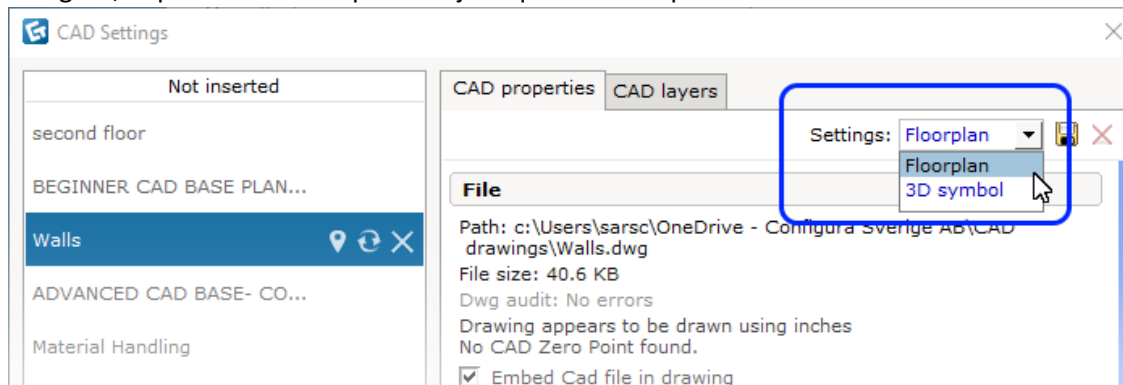 CAD Settings
Not inserted
second floor
BEGINNER CAD BASE PLAN...
Walls
ADVANCED CAD BASE- CO...
Material Handling
CAD properties
CAD layers
Settings: Floorplan
Floorplan
3D symbol
File
Path: c:\Users\sarsc\OneDrive - Configura Sverige AB\CAD
drawings\Walls.dwg
File size: 40.6 KB
Dwg audit: No errors
Drawing appears to be drawn using inches
No CAD Zero Point found.
Embed Cad file in drawing